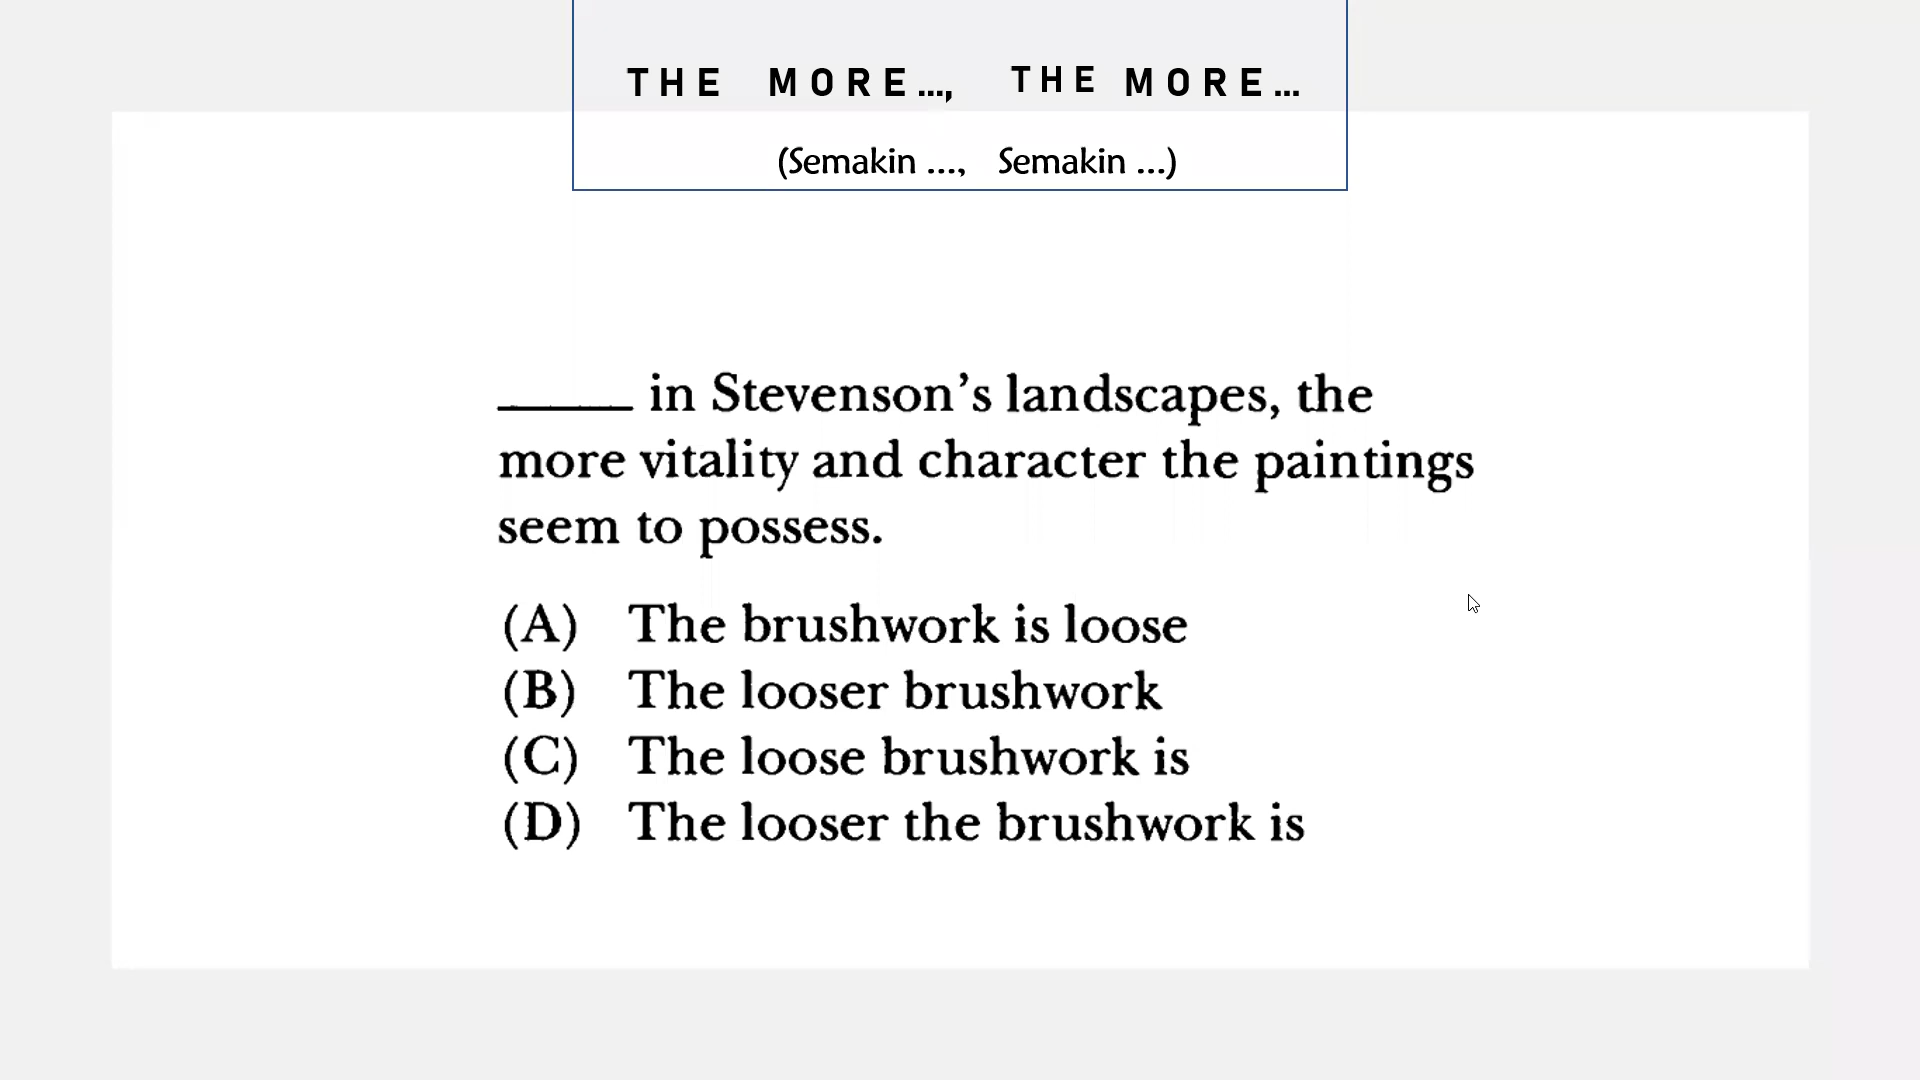 THE MORE..., THE MORE...
(Semakin ..., Semakin ...)
_____ in Stevenson's landscapes, the
more vitality and character the paintings
seem to possess.
(A) The brushwork is loose
(B) The looser brushwork
(C) The loose brushwork is
(D) The looser the brushwork is